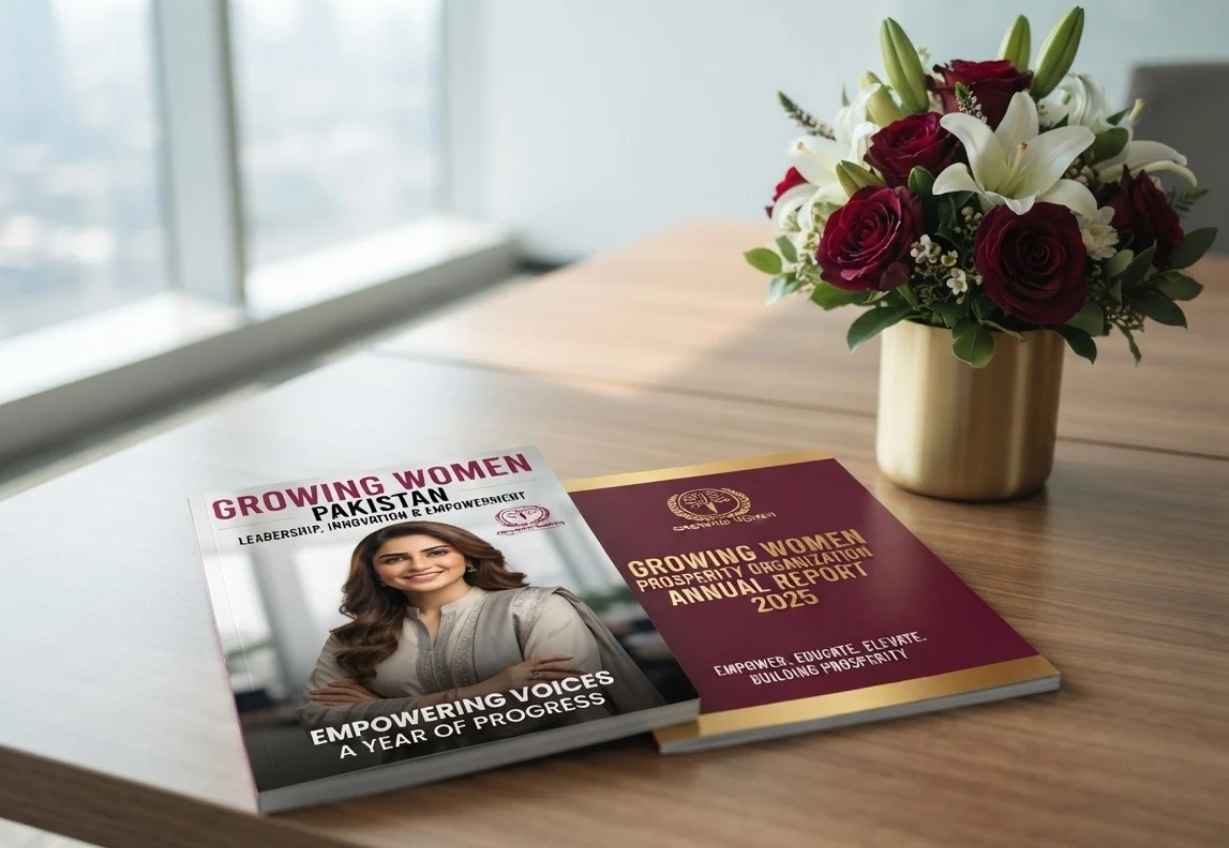 GROWING WOMEN
PAKISTAN
LEADERSHIP, INNOVATION & EMPOWERMENT
EMPOWERING VOICES
A YEAR OF PROGRESS
GROWING WOMEN
PROSPERITY ORGANIZATION
ANNUAL REPORT
2025
EMPOWER. EDUCATE. ELEVATE.
BUILDING PROSPERITY